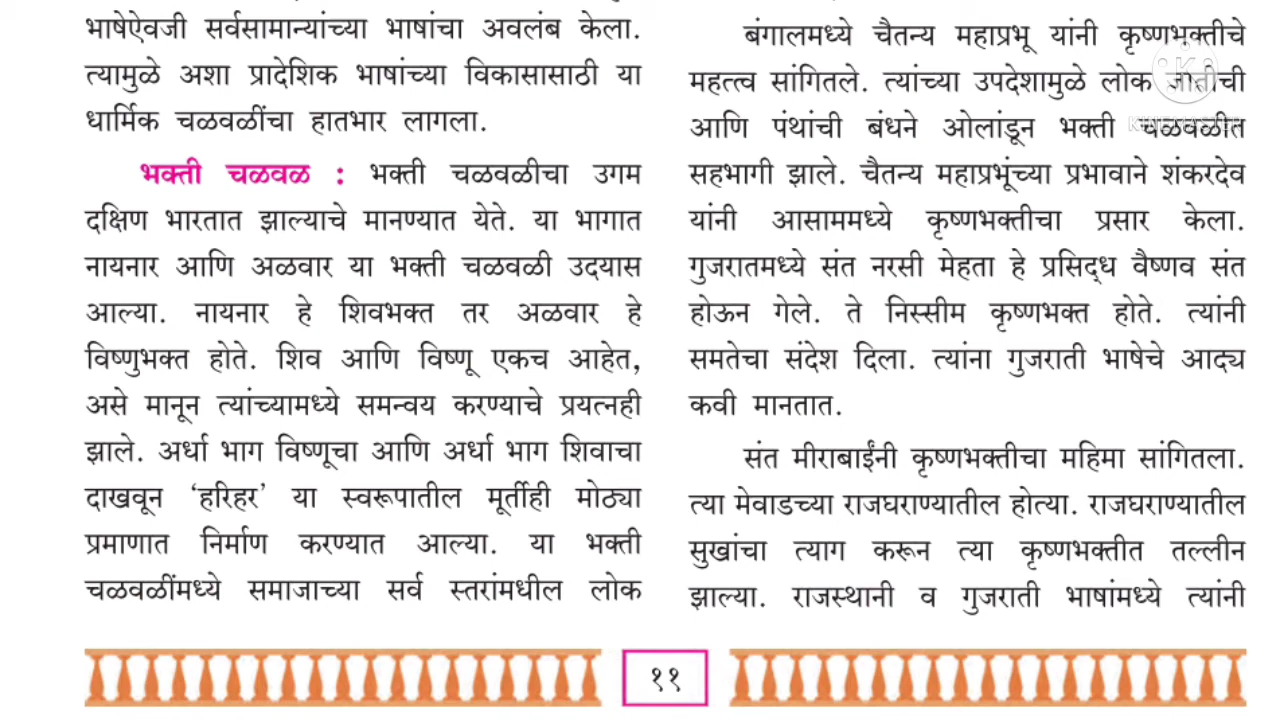 भाषेऐवजी सर्वसामान्यांच्या भाषांचा अवलंब केला.
त्यामुळे अशा प्रादेशिक भाषांच्या विकासासाठी या
धार्मिक चळवळींचा हातभार लागला.
भक्ती चळवळ : भक्ती चळवळीचा उगम
दक्षिण भारतात झाल्याचे मानण्यात येते. या भागात
नायनार आणि अळवार या भक्ती चळवळी उदयास
आल्या. नायनार हे शिवभक्त तर अळवार हे
विष्णुभक्त होते. शिव आणि विष्णू एकच आहेत,
असे मानून त्यांच्यामध्ये समन्वय करण्याचे प्रयत्नही
झाले. अर्धा भाग विष्णूचा आणि अर्धा भाग शिवाचा
दाखवून ‘हरिहर’ या स्वरूपातील मूर्तीही मोठ्या
प्रमाणात निर्माण करण्यात आल्या. या भक्ती
चळवळींमध्ये समाजाच्या सर्व स्तरांमधील लोक
बंगालमध्ये चैतन्य महाप्रभू यांनी कृष्णभक्तीचे
महत्त्व सांगितले. त्यांच्या उपदेशामुळे लोक जातींची
आणि पंथांची बंधने ओलांडून भक्ती चळवळीत
सहभागी झाले. चैतन्य महाप्रभूंच्या प्रभावाने शंकरदेव
यांनी आसाममध्ये कृष्णभक्तीचा प्रसार केला.
गुजरातमध्ये संत नरसी मेहता हे प्रसिद्ध वैष्णव संत
होऊन गेले. ते निस्सीम कृष्णभक्त होते. त्यांनी
समतेचा संदेश दिला. त्यांना गुजराती भाषेचे आद्य
कवी मानतात.
संत मीराबाईंनी कृष्णभक्तीचा महिमा सांगितला.
त्या मेवाडच्या राजघराण्यातील होत्या. राजघराण्यातील
सुखांचा त्याग करून त्या कृष्णभक्तीत तल्लीन
झाल्या. राजस्थानी व गुजराती भाषांमध्ये त्यांनी
११
KINEMASTER